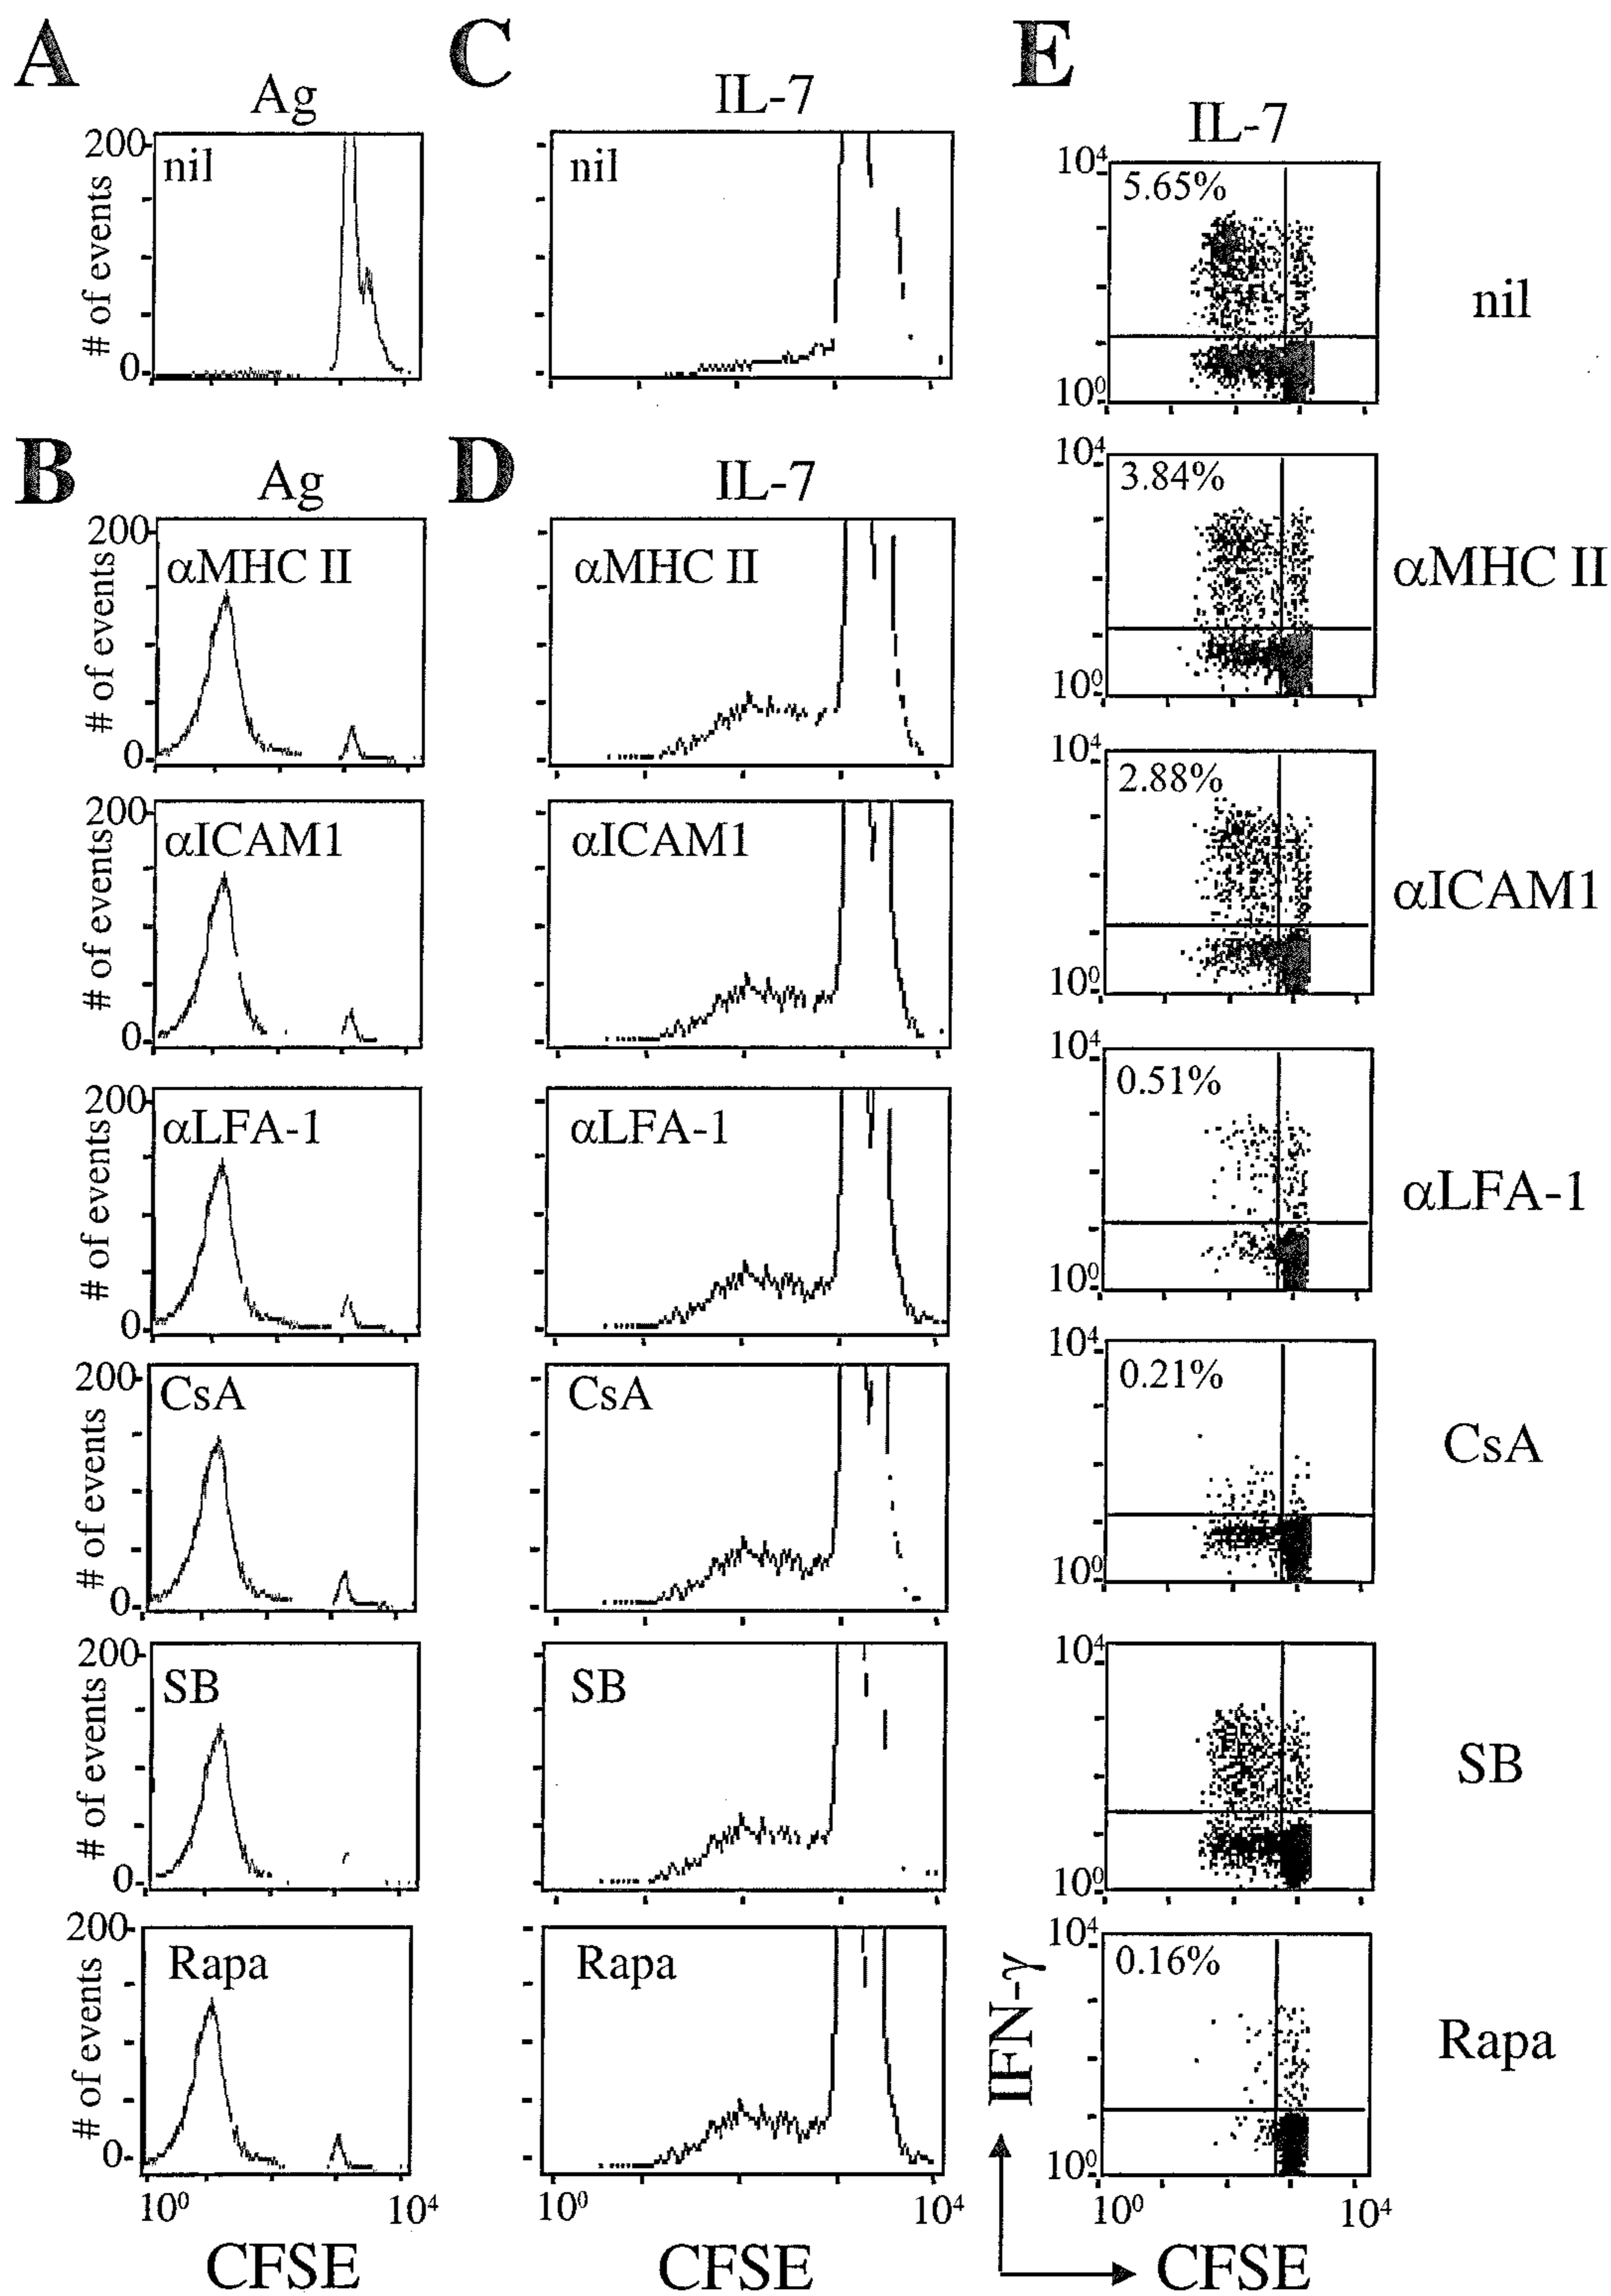 A
Ag
200
nil
# of events
0
B
Ag
200
αMHC II
# of events
0
200
αICAM1
# of events
0
200
αLFA-1
# of events
0
200
CsA
# of events
0
200
SB
# of events
0
200
Rapa
# of events
0
10⁰ 10⁴
CFSE
C
IL-7
nil
D
IL-7
αMHC II
αICAM1
αLFA-1
CsA
SB
Rapa
10⁰ 10⁴
CFSE
E
IL-7
10⁴
5.65%
nil
10⁰
10⁴
3.84%
αMHC II
10⁰
10⁴
2.88%
αICAM1
10⁰
10⁴
0.51%
αLFA-1
10⁰
10⁴
0.21%
CsA
10⁰
10⁴
SB
10⁰
10⁴
0.16%
Rapa
10⁰
10⁰ 10⁴
IFN-γ
CFSE